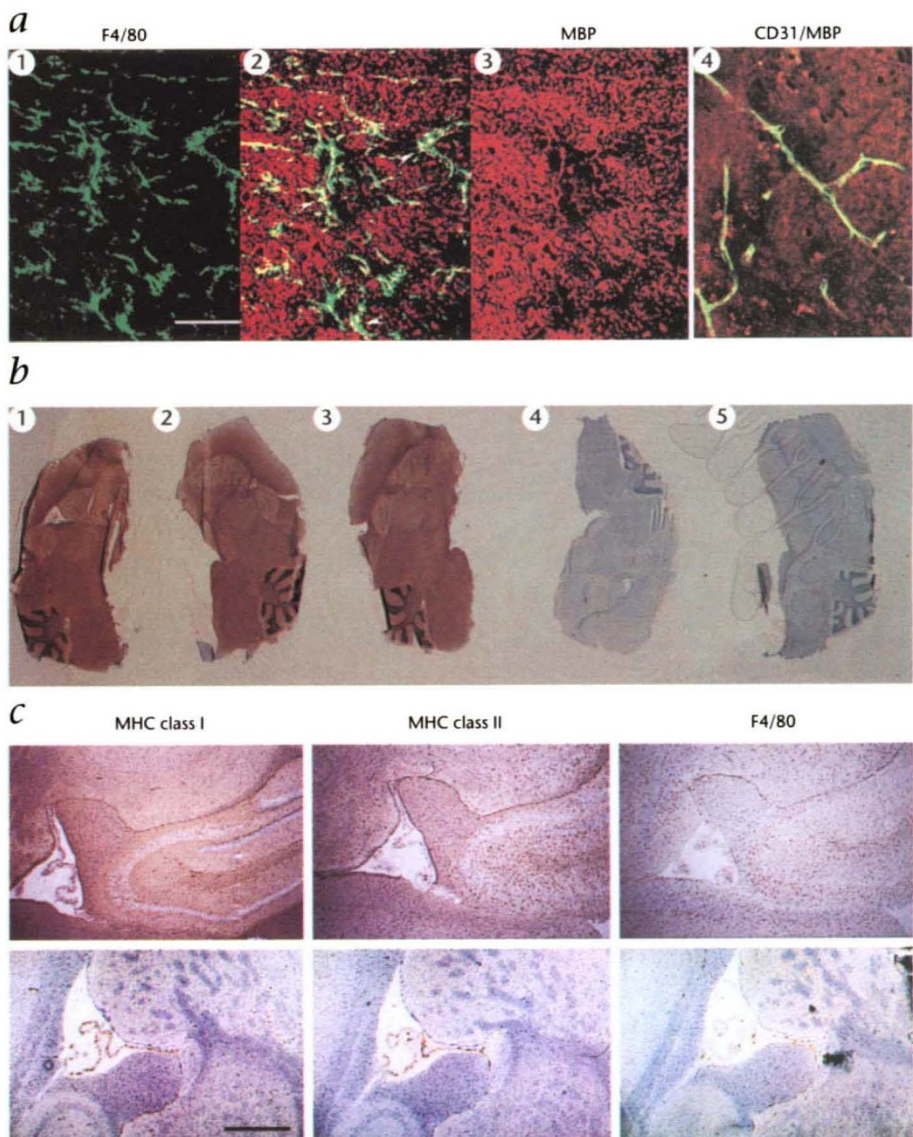 a
F4/80 MBP CD31/MBP
1 2 3 4
b
1 2 3 4 5
c
MHC class I MHC class II F4/80